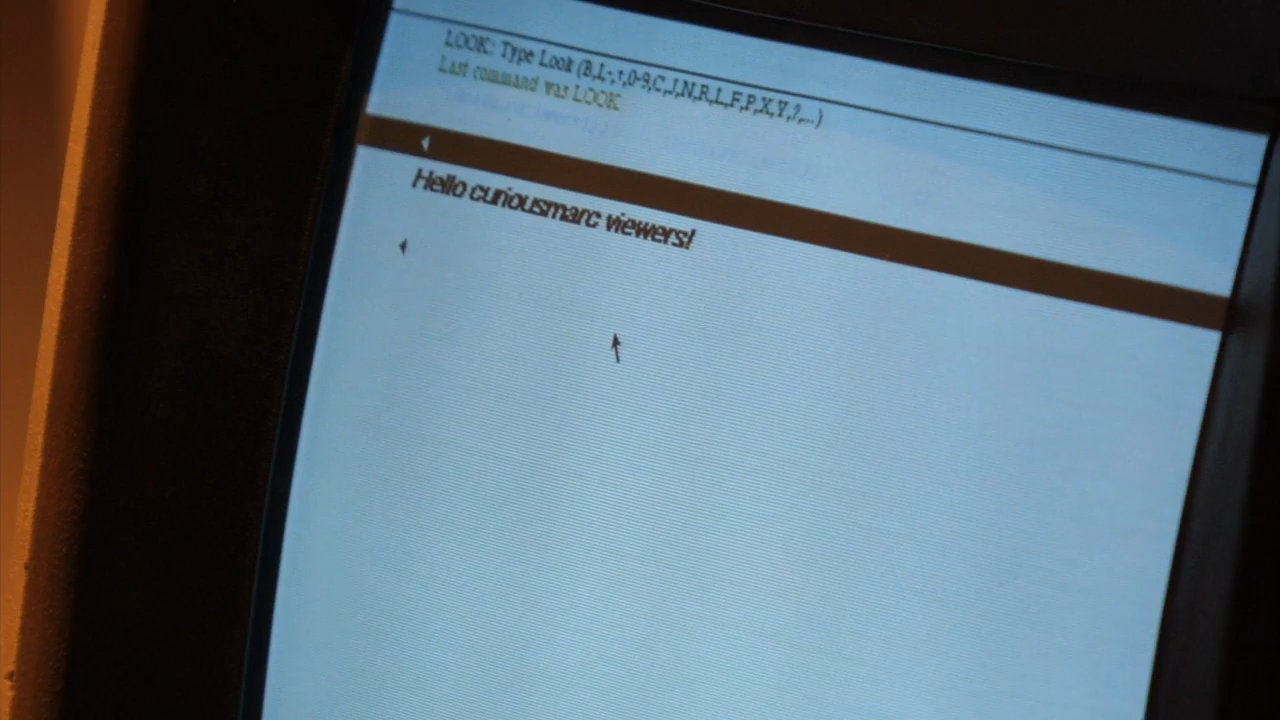 LOOK: Type Look (B,I,-,+,0-9,C,J,N,R,L,F,P,X,Y,?,...)
Last command was LOOK
Hello curiousmarc viewers!